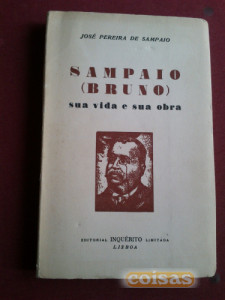 JOSÉ PEREIRA DE SAMPAIO
SAMPAIO
(BRUNO)
sua vida e sua obra
EDITORIAL INQUÉRITO LIMITADA
LISBOA
coisas